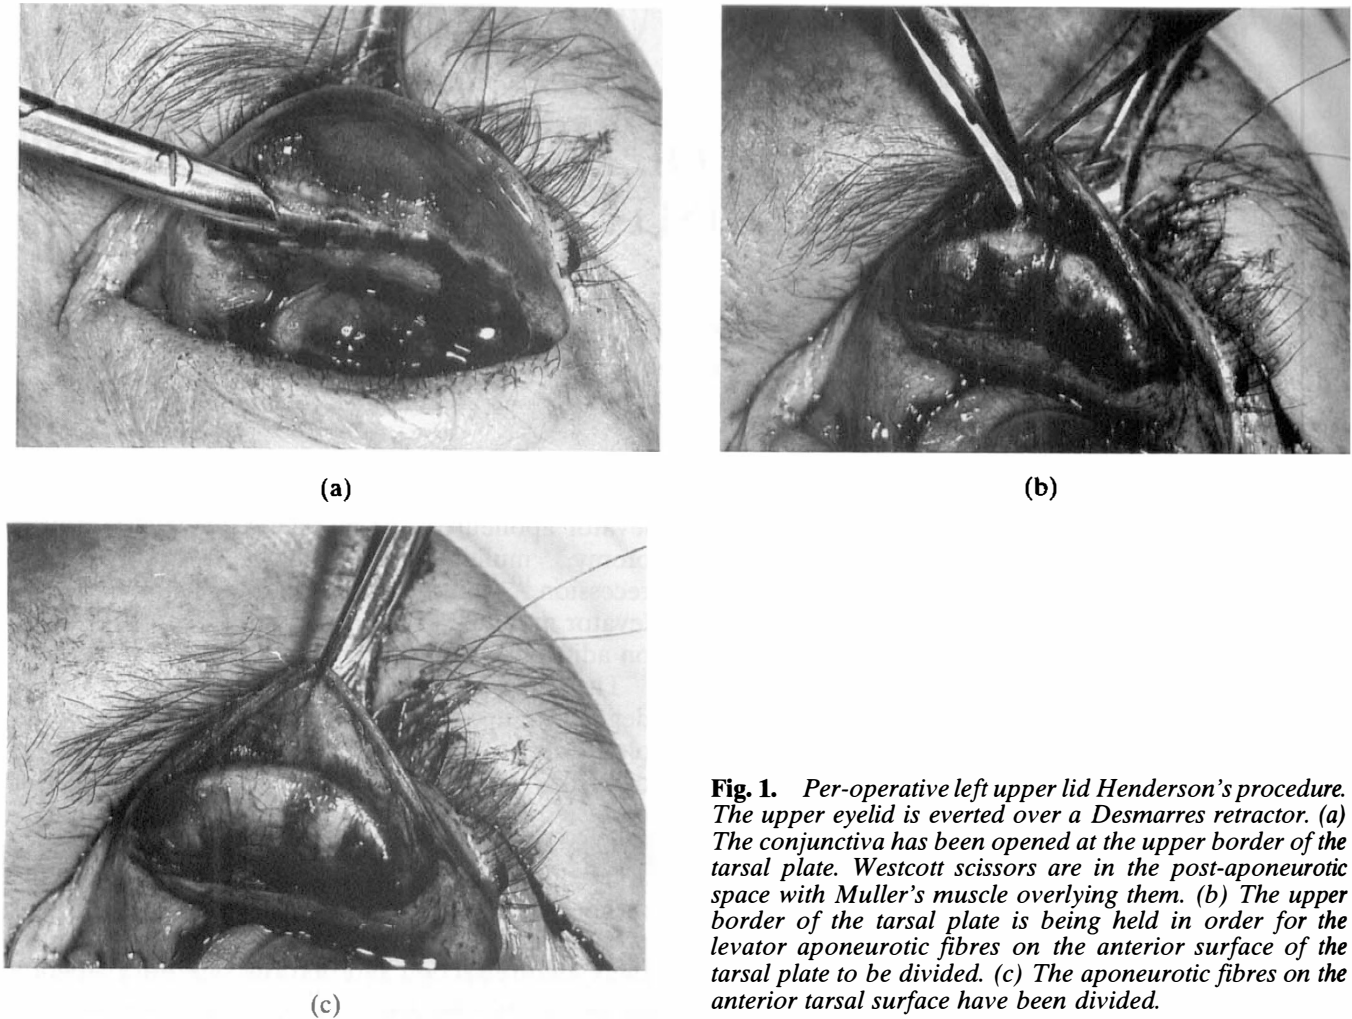 (a)
(b)
(c)
Fig. 1. Per-operative left upper lid Henderson's procedure.
The upper eyelid is everted over a Desmarres retractor. (a)
The conjunctiva has been opened at the upper border of the
tarsal plate. Westcott scissors are in the post-aponeurotic
space with Muller's muscle overlying them. (b) The upper
border of the tarsal plate is being held in order for the
levator aponeurotic fibres on the anterior surface of the
tarsal plate to be divided. (c) The aponeurotic fibres on the
anterior tarsal surface have been divided.